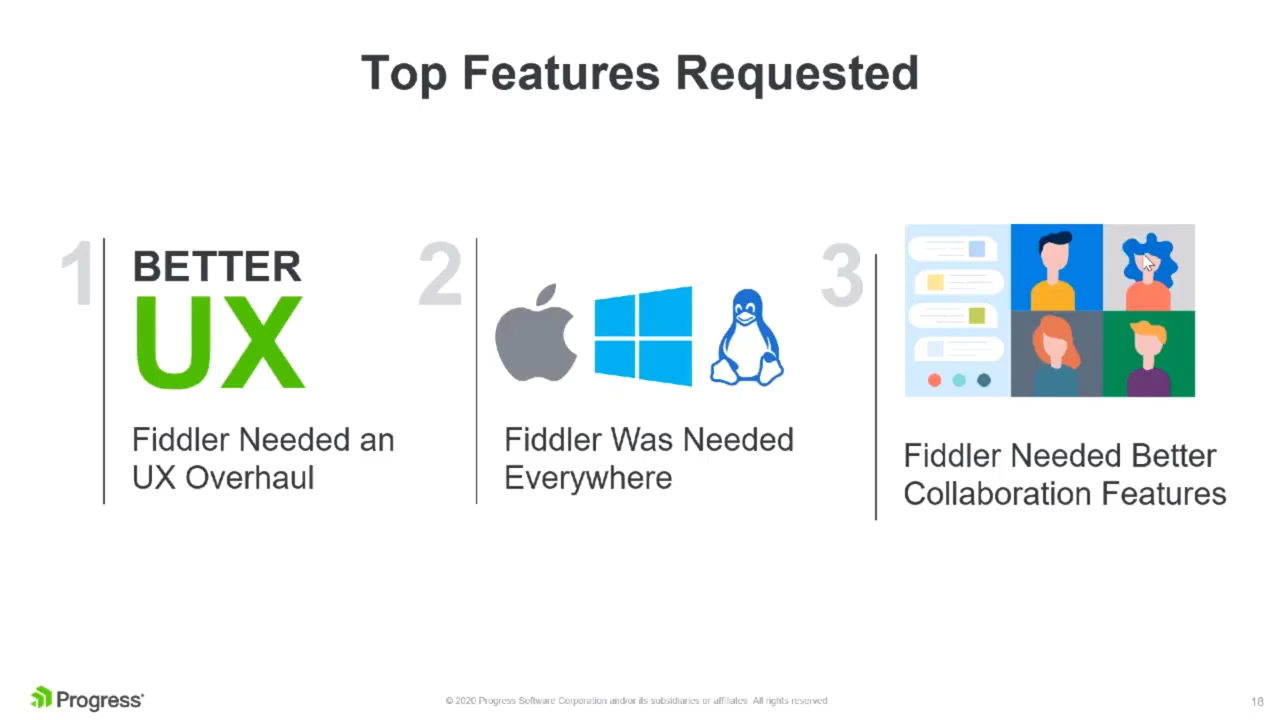 Top Features Requested
1
BETTER
UX
Fiddler Needed an
UX Overhaul
2
Fiddler Was Needed
Everywhere
3
Fiddler Needed Better
Collaboration Features
Progress
© 2020 Progress Software Corporation and/or its subsidiaries or affiliates. All rights reserved.
18